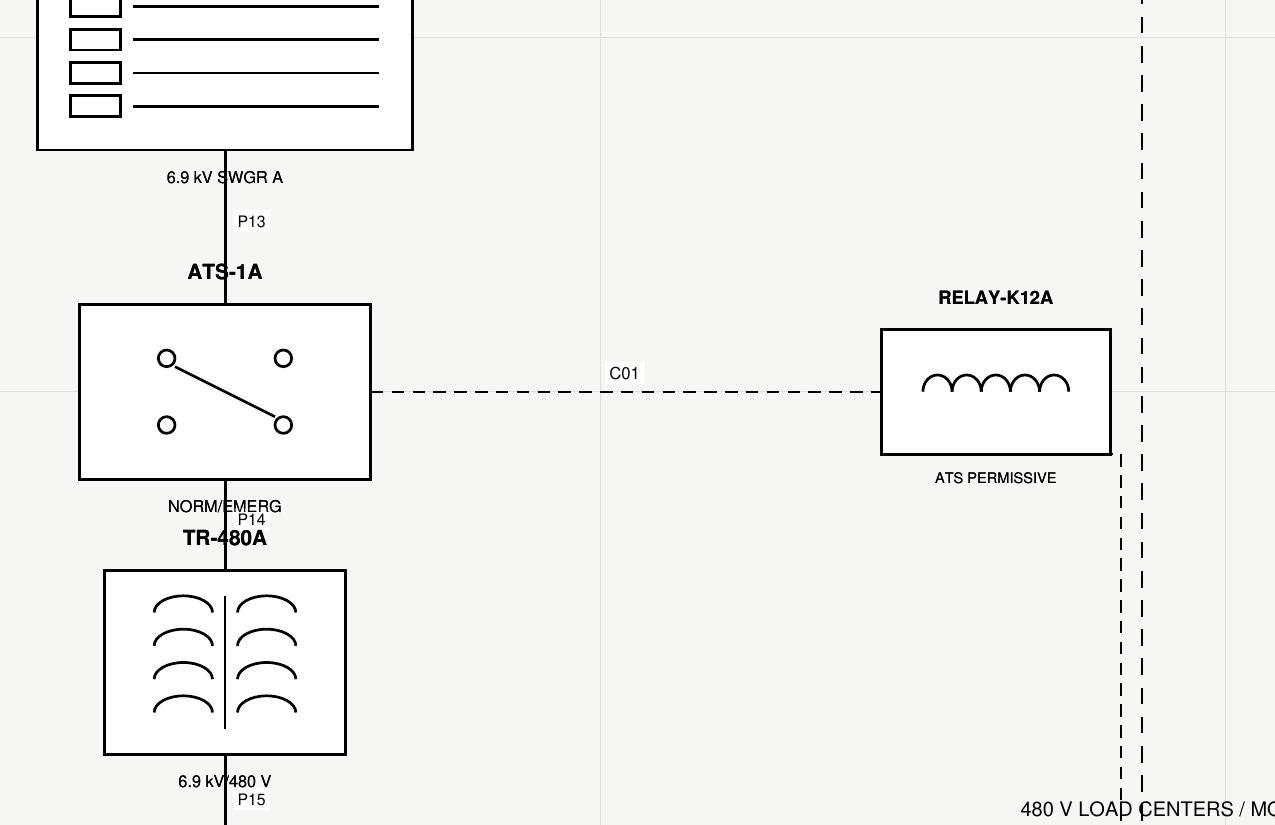 6.9 kV SWGR A
P13
ATS-1A
RELAY-K12A
C01
ATS PERMISSIVE
NORM/EMERG
P14
TR-480A
6.9 kV/480 V
P15
480 V LOAD CENTERS /